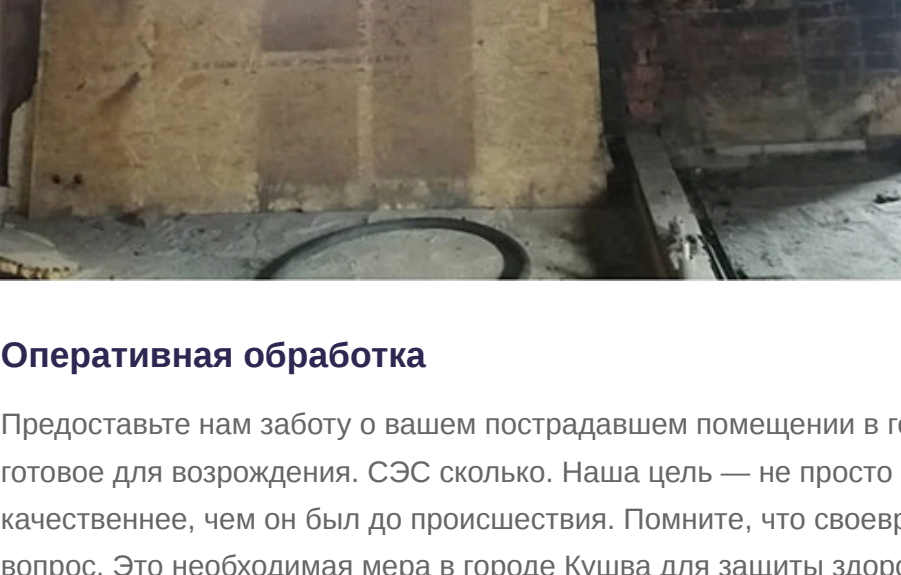 Оперативная обработка
Предоставьте нам заботу о вашем пострадавшем помещении в
готовое для возрождения. СЭС сколько. Наша цель — не просто
качественнее, чем он был до происшествия. Помните, что
вопрос. Это необходимая мера в городе Кушва для защиты